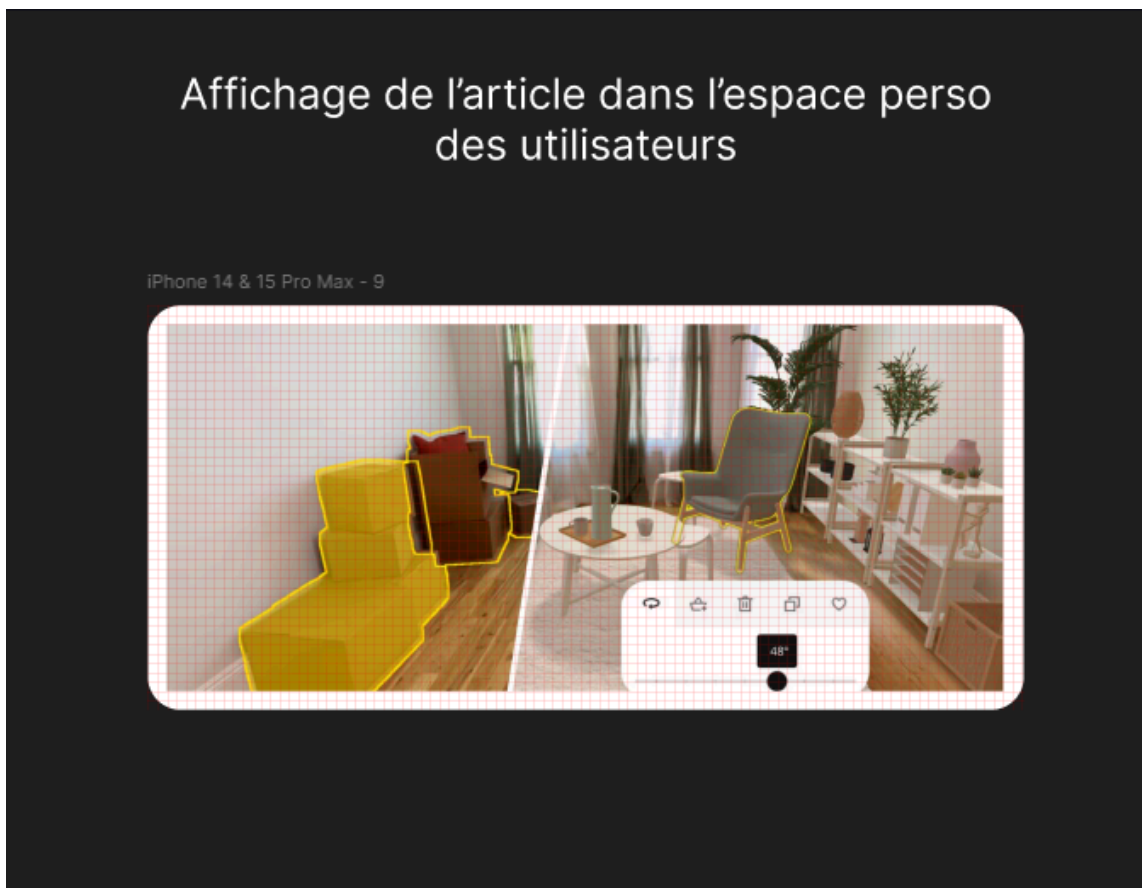 Affichage de l’article dans l’espace perso
des utilisateurs
iPhone 14 & 15 Pro Max - 9
48°